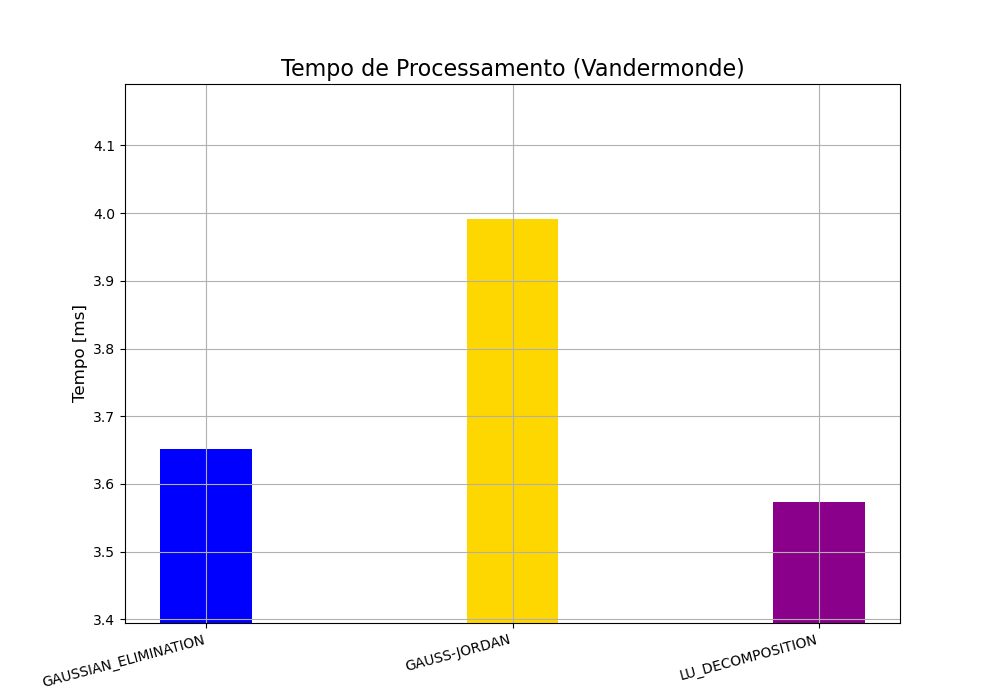 Tempo de Processamento (Vandermonde)
Tempo [ms]
4.1
4.0
3.9
3.8
3.7
3.6
3.5
3.4
GAUSSIAN_ELIMINATION
GAUSS-JORDAN
LU_DECOMPOSITION